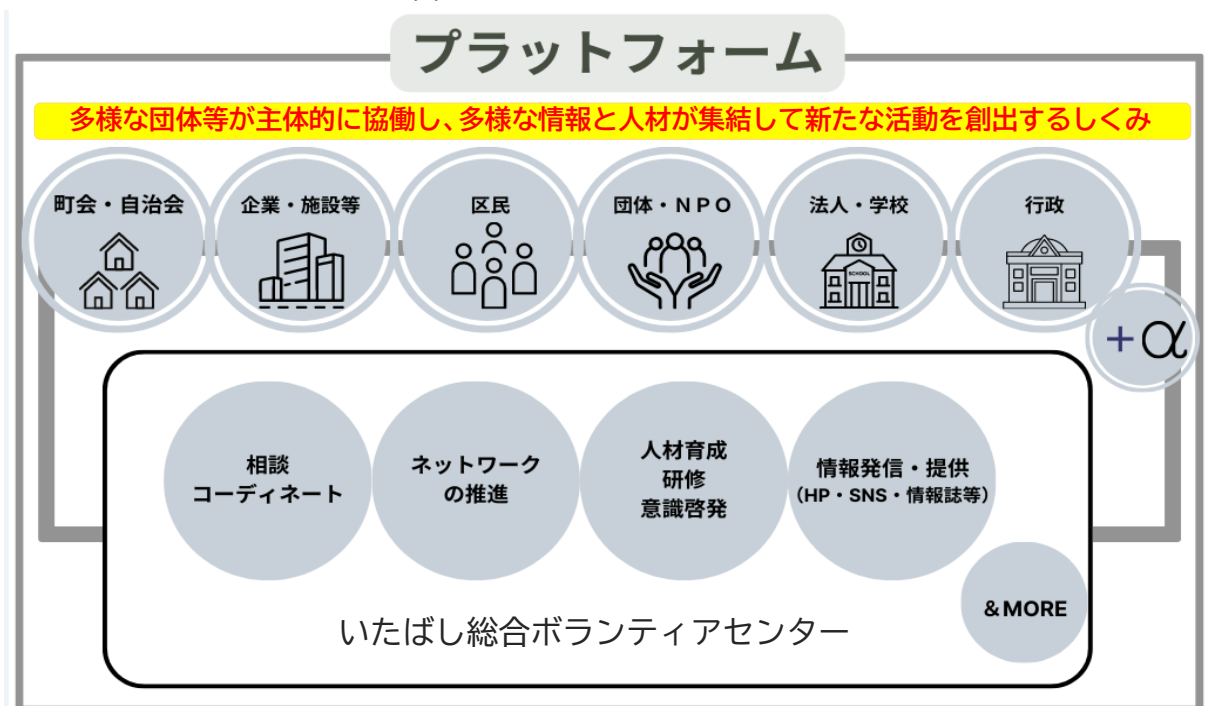 プラットフォーム
多様な団体等が主体的に協働し、多様な情報と人材が集結して新たな活動を創出するしくみ
町会・自治会
企業・施設等
区民
団体・ＮＰＯ
法人・学校
SCHOOL
行政
+α
相談
コーディネート
ネットワーク
の推進
人材育成
研修
意識啓発
情報発信・提供
（HP・SNS・情報誌等）
＆MORE
いたばし総合ボランティアセンター